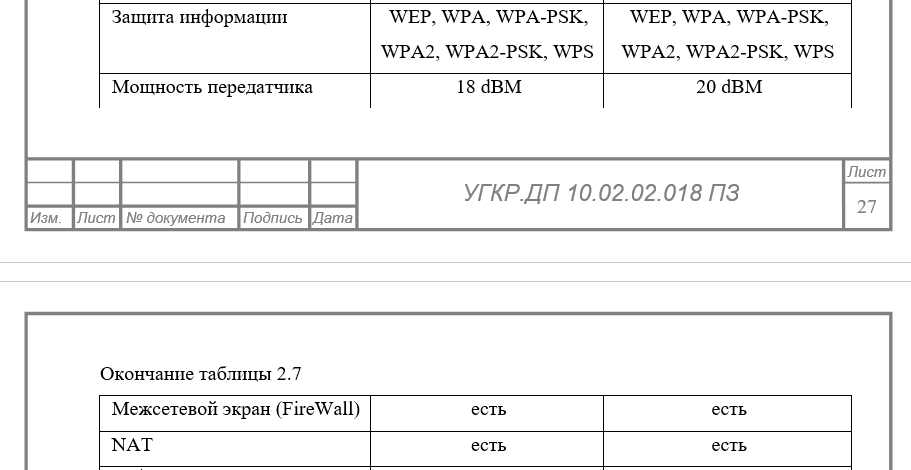 Защита информации WEP, WPA, WPA-PSK, WEP, WPA, WPA-PSK,
WPA2, WPA2-PSK, WPS WPA2, WPA2-PSK, WPS
Мощность передатчика 18 dBM 20 dBM
Лист
УГКР.ДП 10.02.02.018 ПЗ
27
Изм. Лист № документа Подпись Дата
Окончание таблицы 2.7
Межсетевой экран (FireWall) есть есть
NAT есть есть